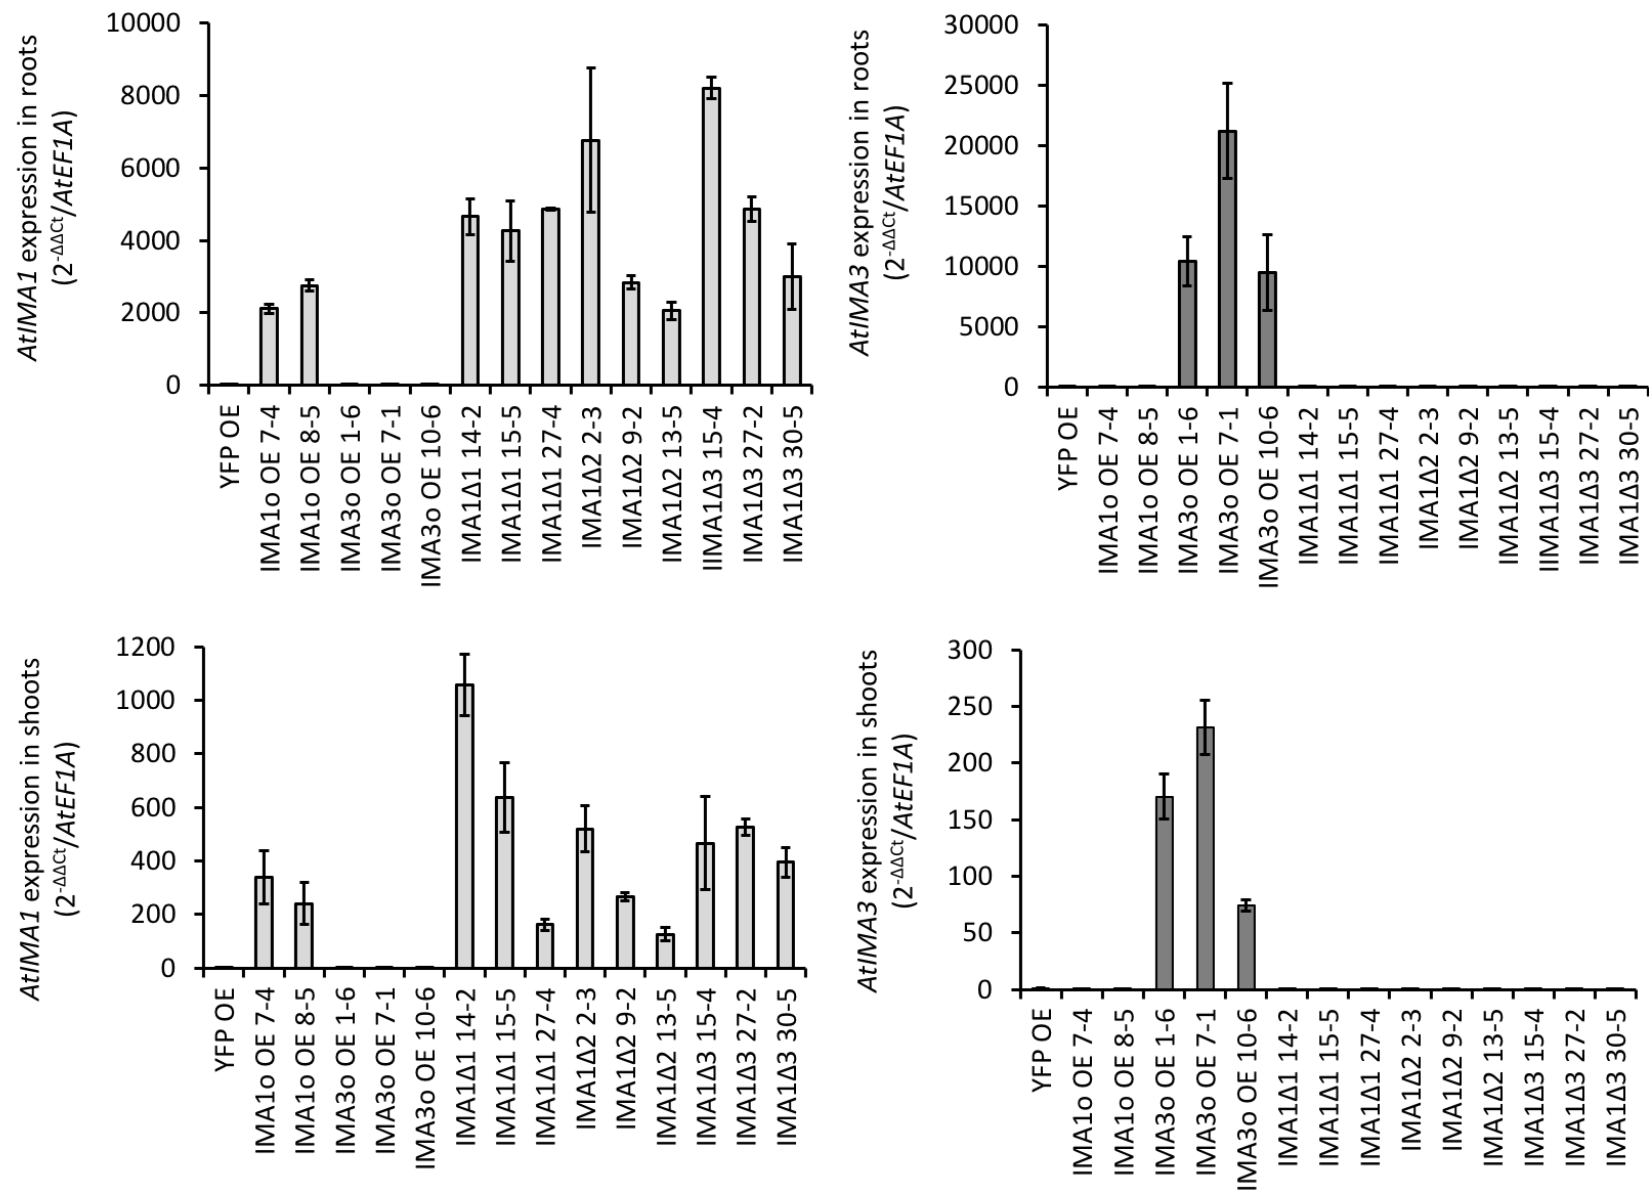 AtIMA1 expression in roots
(2-ΔΔCt/AtEF1A)
10000
8000
6000
4000
2000
0
YFP OE
IMA1o OE 7-4
IMA1o OE 8-5
IMA3o OE 1-6
IMA3o OE 7-1
IMA3o OE 10-6
IMA1Δ1 14-2
IMA1Δ1 15-5
IMA1Δ1 27-4
IMA1Δ2 2-3
IMA1Δ2 9-2
IMA1Δ2 13-5
IIMA1Δ3 15-4
IMA1Δ3 27-2
IMA1Δ3 30-5
AtIMA3 expression in roots
(2-ΔΔCt/AtEF1A)
30000
25000
20000
15000
10000
5000
0
YFP OE
IMA1o OE 7-4
IMA1o OE 8-5
IMA3o OE 1-6
IMA3o OE 7-1
IMA3o OE 10-6
IMA1Δ1 14-2
IMA1Δ1 15-5
IMA1Δ1 27-4
IMA1Δ2 2-3
IMA1Δ2 9-2
IMA1Δ2 13-5
IIMA1Δ3 15-4
IMA1Δ3 27-2
IMA1Δ3 30-5
AtIMA1 expression in shoots
(2-ΔΔCt/AtEF1A)
1200
1000
800
600
400
200
0
YFP OE
IMA1o OE 7-4
IMA1o OE 8-5
IMA3o OE 1-6
IMA3o OE 7-1
IMA3o OE 10-6
IMA1Δ1 14-2
IMA1Δ1 15-5
IMA1Δ1 27-4
IMA1Δ2 2-3
IMA1Δ2 9-2
IMA1Δ2 13-5
IMA1Δ3 15-4
IMA1Δ3 27-2
IMA1Δ3 30-5
AtIMA3 expression in shoots
(2-ΔΔCt/AtEF1A)
300
250
200
150
100
50
0
YFP OE
IMA1o OE 7-4
IMA1o OE 8-5
IMA3o OE 1-6
IMA3o OE 7-1
IMA3o OE 10-6
IMA1Δ1 14-2
IMA1Δ1 15-5
IMA1Δ1 27-4
IMA1Δ2 2-3
IMA1Δ2 9-2
IMA1Δ2 13-5
IMA1Δ3 15-4
IMA1Δ3 27-2
IMA1Δ3 30-5